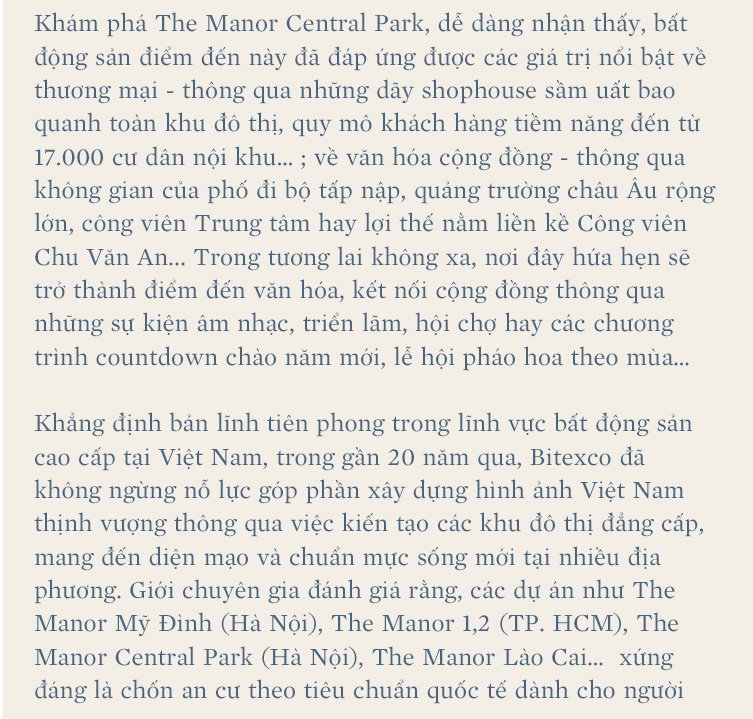 Khám phá The Manor Central Park, dễ dàng nhận thấy, bất
động sản điểm đến này đã đáp ứng được các giá trị nổi bật về
thương mại - thông qua những dãy shophouse sầm uất bao
quanh toàn khu đô thị, quy mô khách hàng tiềm năng đến từ
17.000 cư dân nội khu... ; về văn hóa cộng đồng - thông qua
không gian của phố đi bộ tấp nập, quảng trường châu Âu rộng
lớn, công viên Trung tâm hay lợi thế nằm liền kề Công viên
Chu Văn An... Trong tương lai không xa, nơi đây hứa hẹn sẽ
trở thành điểm đến văn hóa, kết nối cộng đồng thông qua
những sự kiện âm nhạc, triển lãm, hội chợ hay các chương
trình countdown chào năm mới, lễ hội pháo hoa theo mùa...
Khẳng định bản lĩnh tiên phong trong lĩnh vực bất động sản
cao cấp tại Việt Nam, trong gần 20 năm qua, Bitexco đã
không ngừng nỗ lực góp phần xây dựng hình ảnh Việt Nam
thịnh vượng thông qua việc kiến tạo các khu đô thị đẳng cấp,
mang đến diện mạo và chuẩn mực sống mới tại nhiều địa
phương. Giới chuyên gia đánh giá rằng, các dự án như The
Manor Mỹ Đình (Hà Nội), The Manor 1,2 (TP. HCM), The
Manor Central Park (Hà Nội), The Manor Lào Cai... xứng
đáng là chốn an cư theo tiêu chuẩn quốc tế dành cho người